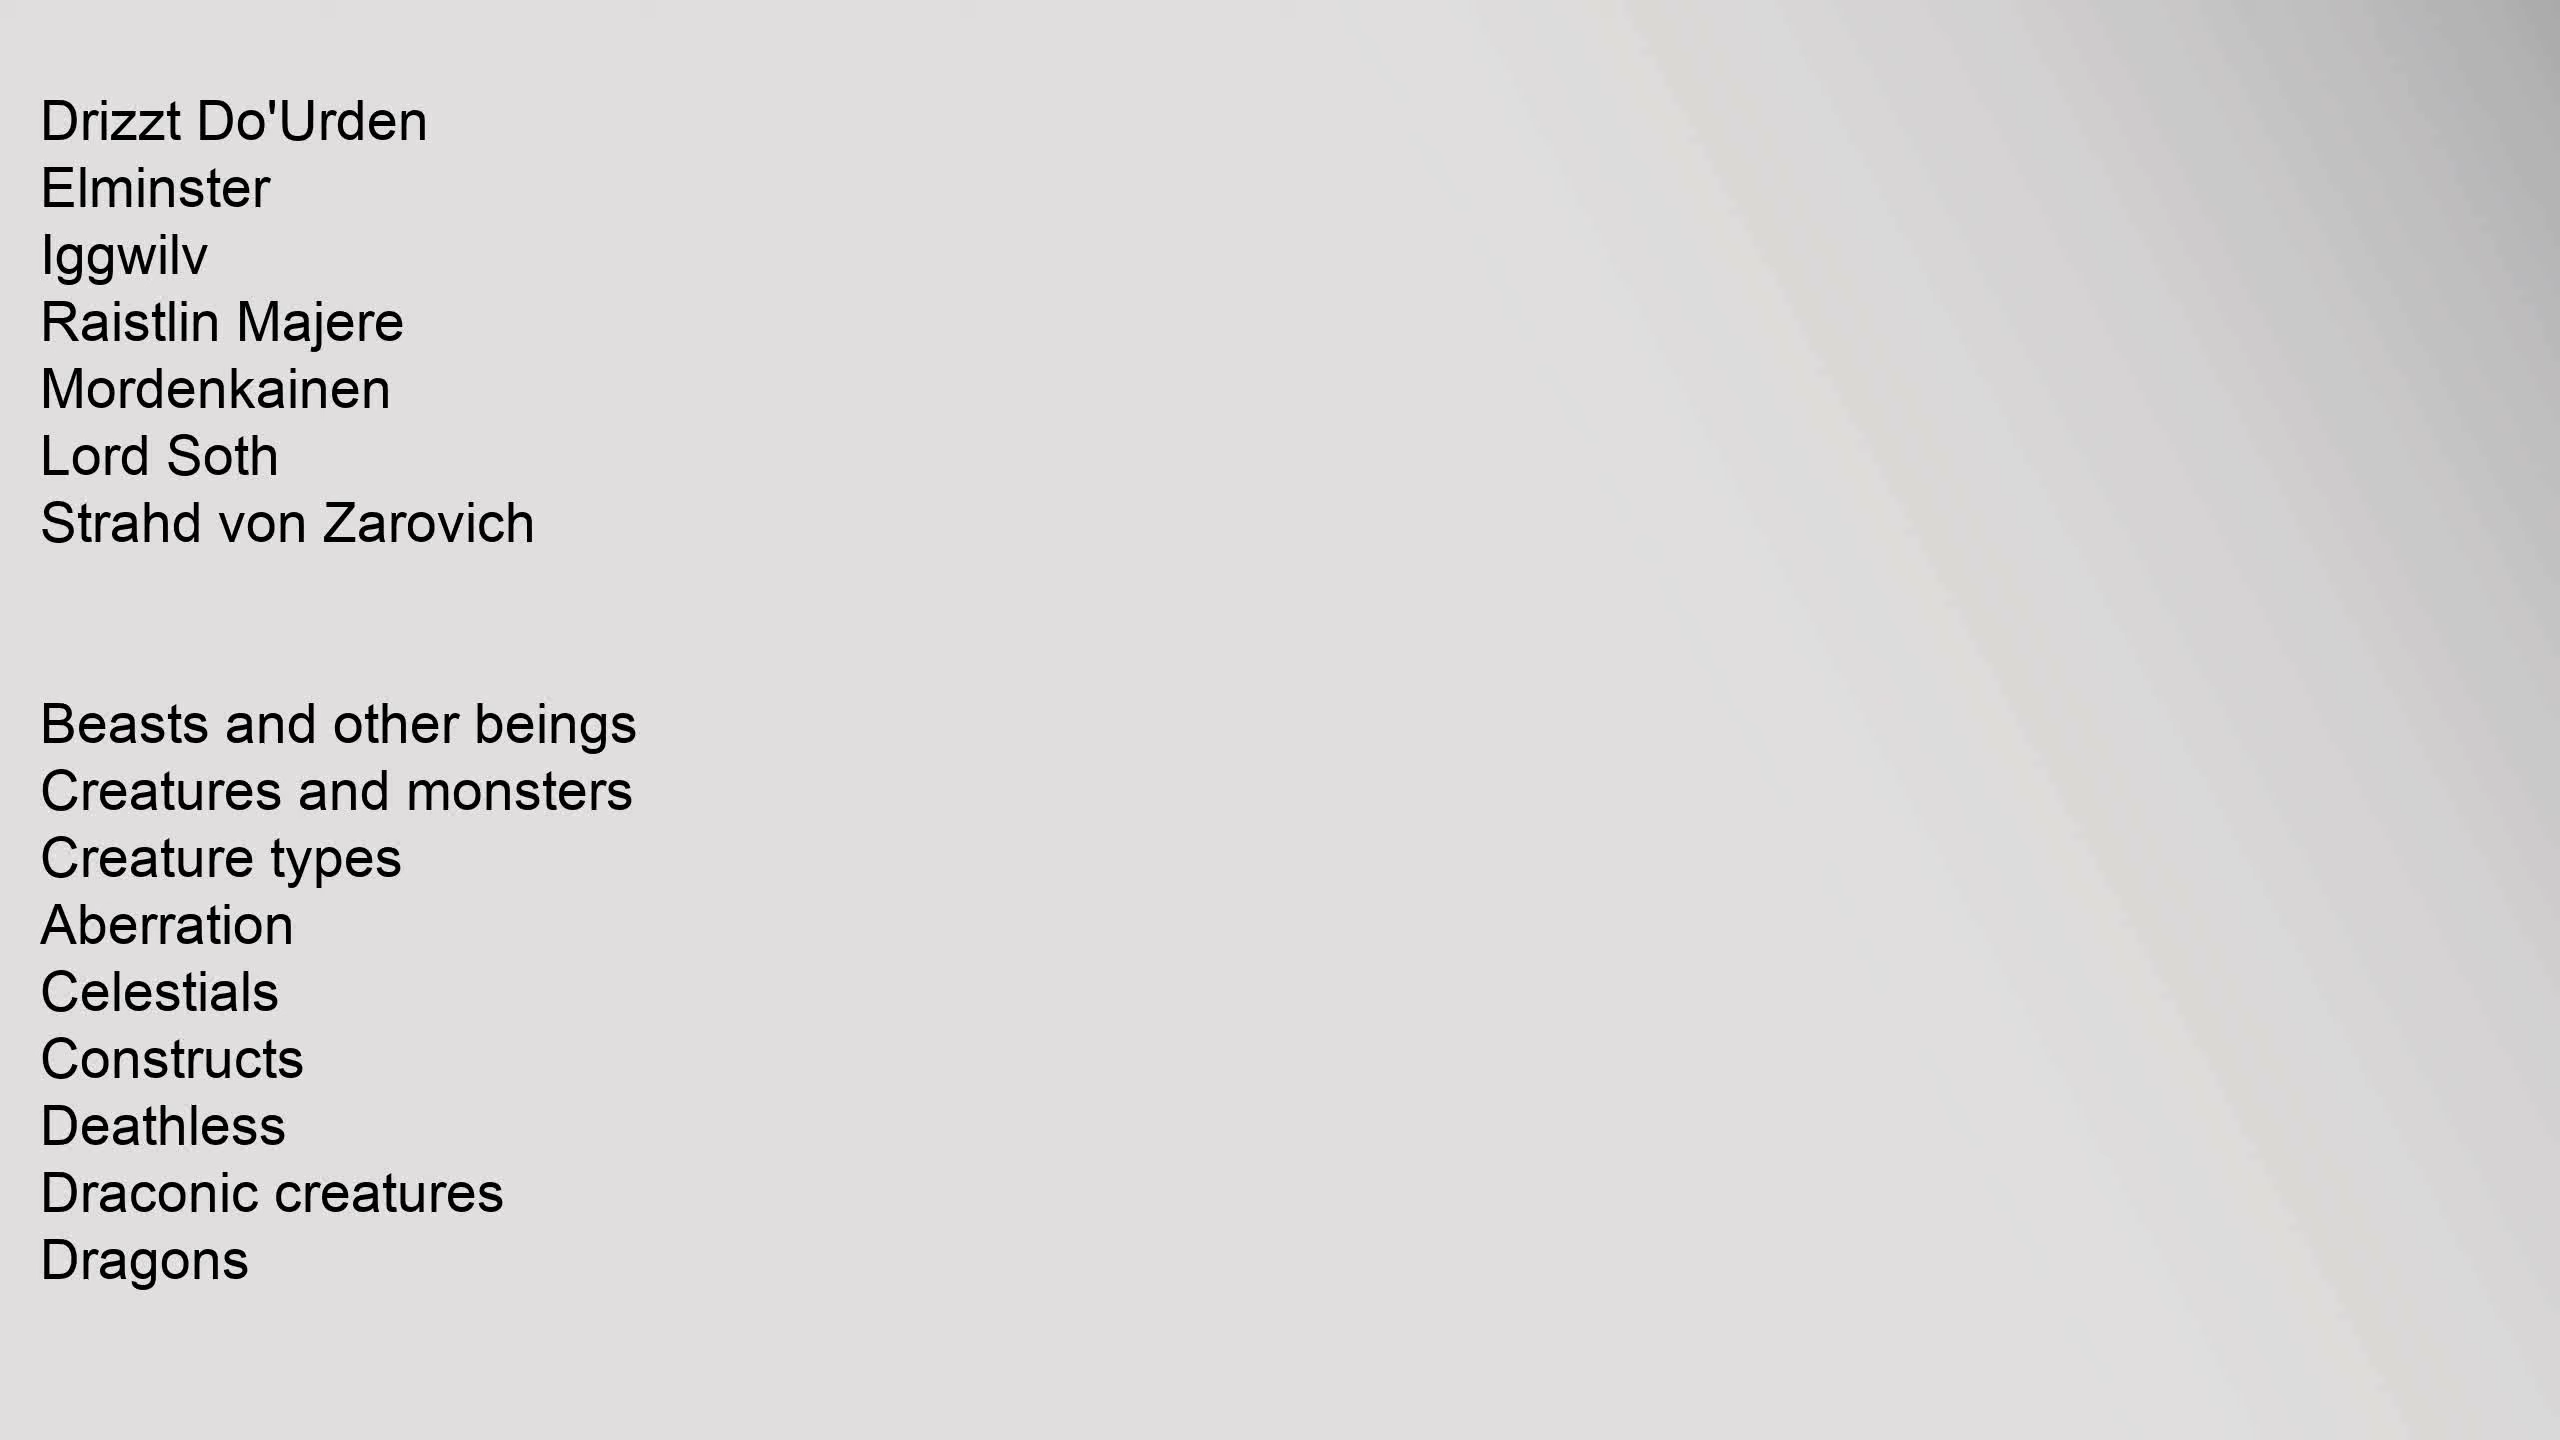 Drizzt Do'Urden
Elminster
Iggwilv
Raistlin Majere
Mordenkainen
Lord Soth
Strahd von Zarovich
Beasts and other beings
Creatures and monsters
Creature types
Aberration
Celestials
Constructs
Deathless
Draconic creatures
Dragons